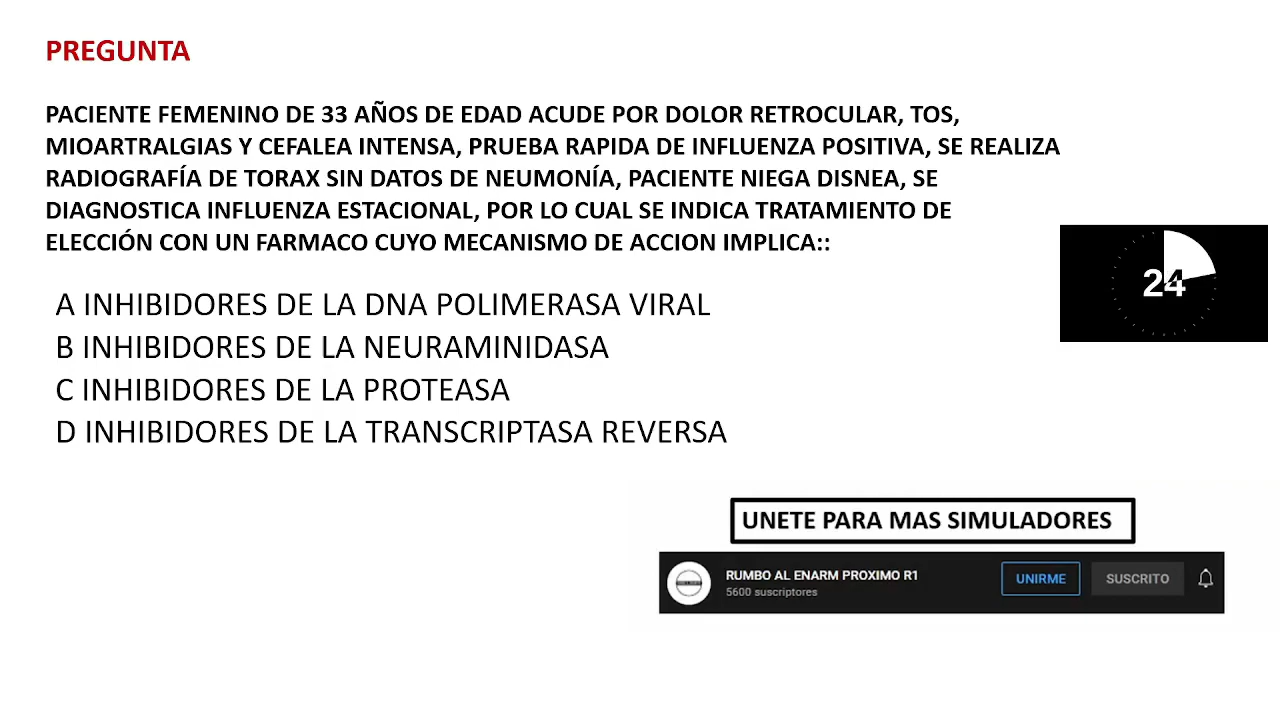 PREGUNTA
PACIENTE FEMENINO DE 33 AÑOS DE EDAD ACUDE POR DOLOR RETROCULAR, TOS,
MIOARTRALGIAS Y CEFALEA INTENSA, PRUEBA RAPIDA DE INFLUENZA POSITIVA, SE REALIZA
RADIOGRAFÍA DE TORAX SIN DATOS DE NEUMONÍA, PACIENTE NIEGA DISNEA, SE
DIAGNOSTICA INFLUENZA ESTACIONAL, POR LO CUAL SE INDICA TRATAMIENTO DE
ELECCIÓN CON UN FARMACO CUYO MECANISMO DE ACCION IMPLICA::
24
A INHIBIDORES DE LA DNA POLIMERASA VIRAL
B INHIBIDORES DE LA NEURAMINIDASA
C INHIBIDORES DE LA PROTEASA
D INHIBIDORES DE LA TRANSCRIPTASA REVERSA
UNETE PARA MAS SIMULADORES
RUMBO AL ENARM PROXIMO R1
5600 suscriptores
UNIRME
SUSCRITO